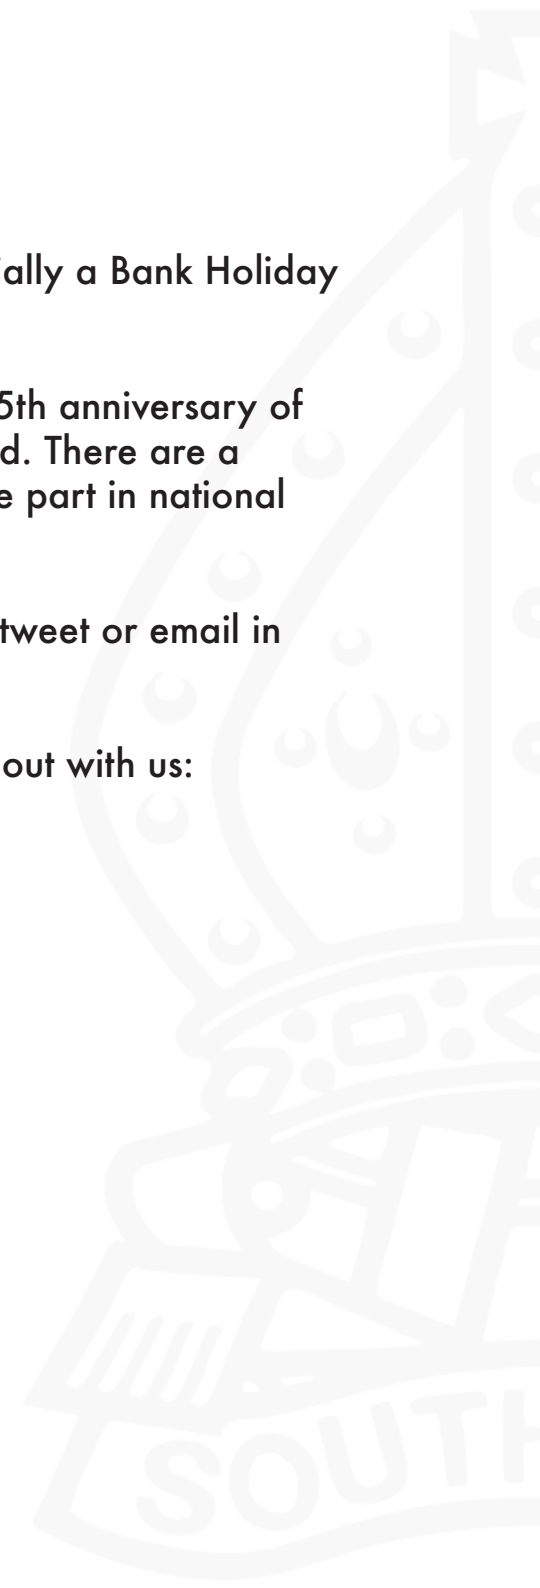 ally a Bank Holiday
5th anniversary of
d. There are a
e part in national
tweet or email in
out with us:
SOUTH